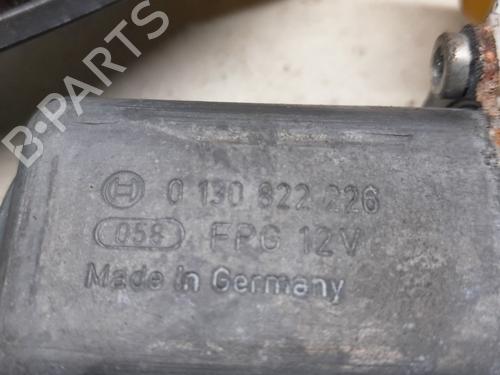 B-PARTS
0 130 822 226
058 FPG 12V
Made in Germany